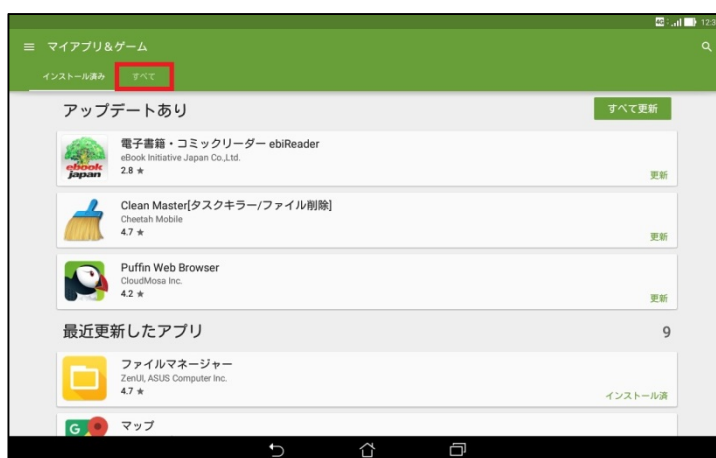 4G 12:3
マイアプリ&ゲーム
インストール済み すべて
アップデートあり すべて更新
電子書籍・コミックリーダー ebiReader
eBook Initiative Japan Co.,Ltd.
2.8 ★
更新
ebook
japan
Clean Master[タスクキラー/ファイル削除]
Cheetah Mobile
4.7 ★
更新
Puffin Web Browser
CloudMosa Inc.
4.2 ★
更新
最近更新したアプリ 9
ファイルマネージャー
ZenUI, ASUS Computer Inc.
4.7 ★
インストール済
G
マップ